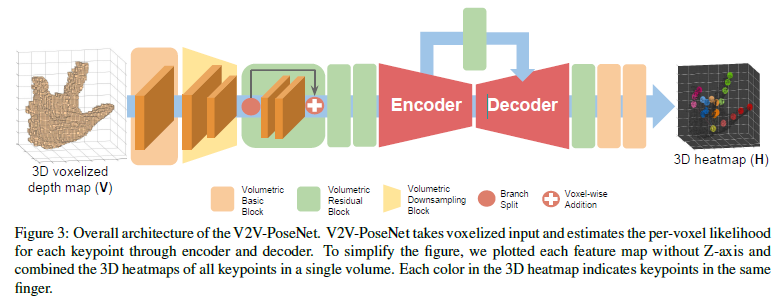 Encoder
Decoder
3D voxelized
depth map (V)
3D heatmap (H)
Volumetric
Basic
Block
Volumetric
Residual
Block
Volumetric
Downsampling
Block
Branch
Split
Voxel-wise
Addition
Figure 3: Overall architecture of the V2V-PoseNet. V2V-PoseNet takes voxelized input and estimates the per-voxel likelihood
for each keypoint through encoder and decoder. To simplify the figure, we plotted each feature map without Z-axis and
combined the 3D heatmaps of all keypoints in a single volume. Each color in the 3D heatmap indicates keypoints in the same
finger.